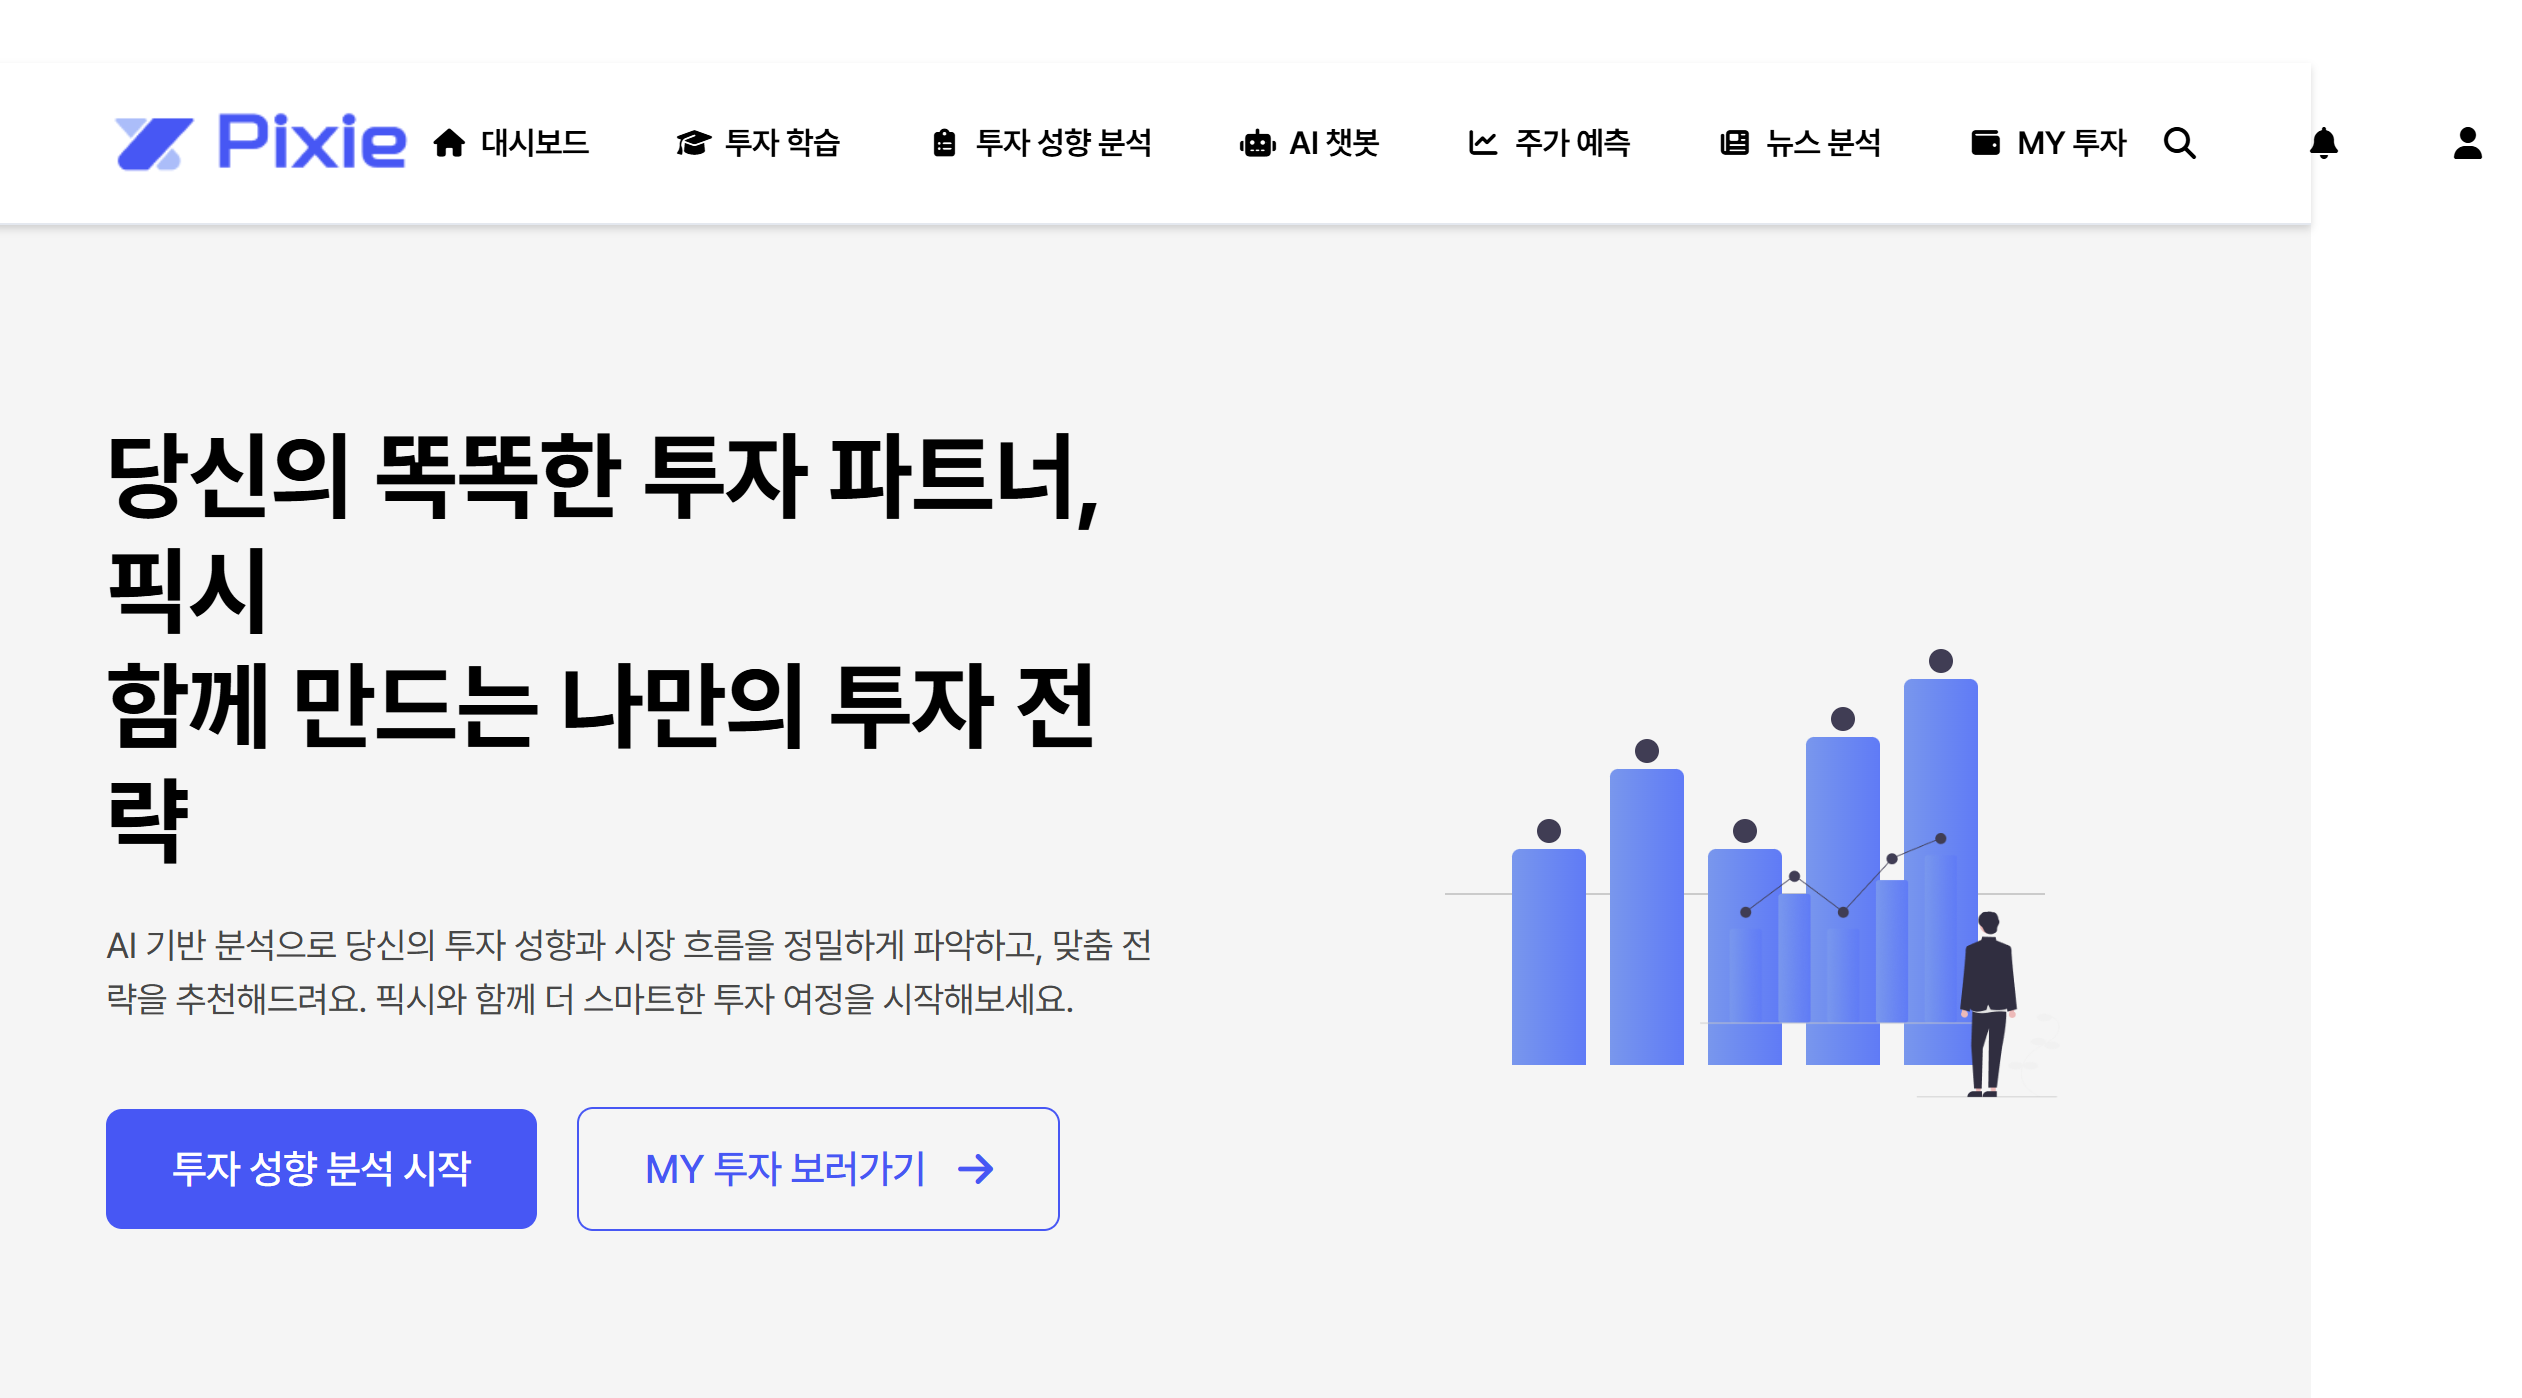 Pixie 대시보드 투자 학습 투자 성향 분석 AI 챗봇 주가 예측 뉴스 분석 MY 투자
당신의 똑똑한 투자 파트너,
픽시
함께 만드는 나만의 투자 전
략
AI 기반 분석으로 당신의 투자 성향과 시장 흐름을 정밀하게 파악하고, 맞춤 전
략을 추천해드려요. 픽시와 함께 더 스마트한 투자 여정을 시작해보세요.
투자 성향 분석 시작 MY 투자 보러가기 →